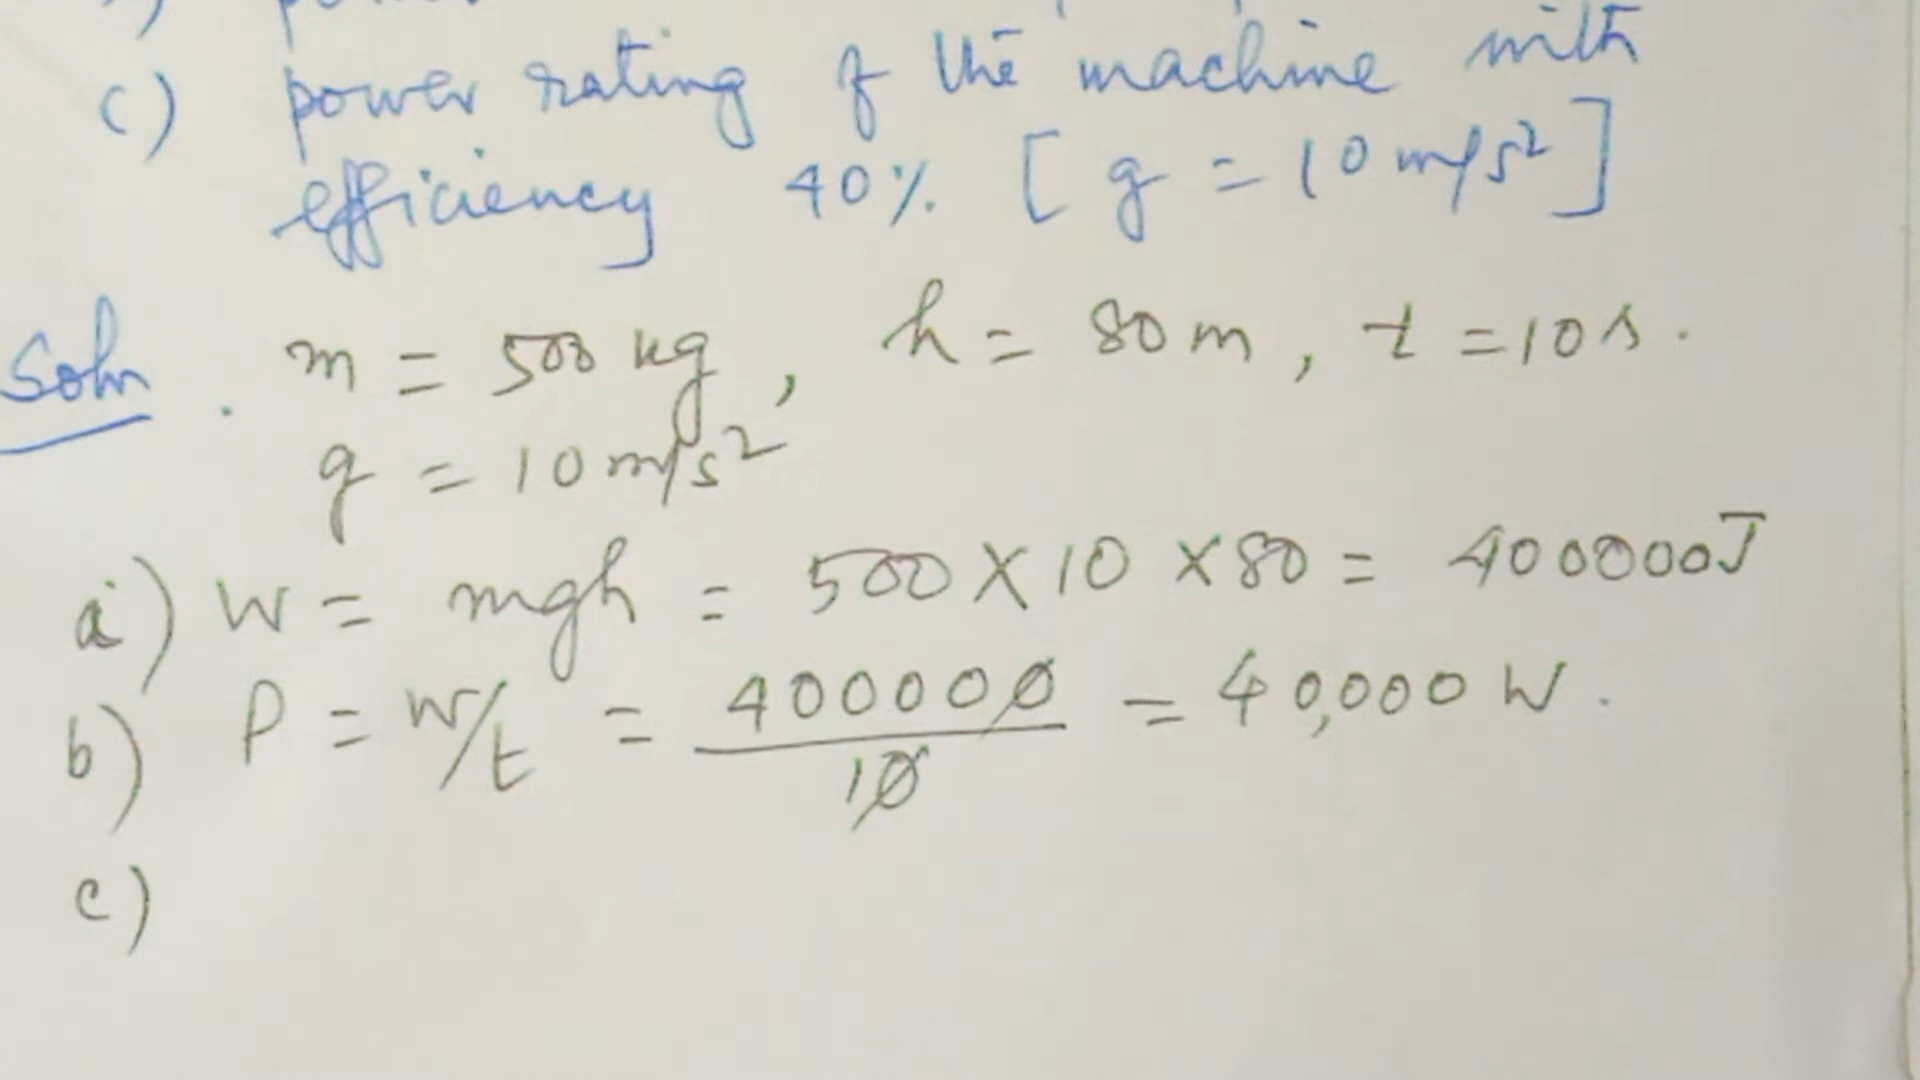 c) power rating of the machine with
efficiency 40%. [g = 10 m/s²]
Soln. m = 500 kg, h = 80 m, t = 10 s.
g = 10 m/s²
a) W = mgh = 500 X 10 X 80 = 400000 J
b) P = W/t = 400000/10 = 40,000 W.
c)